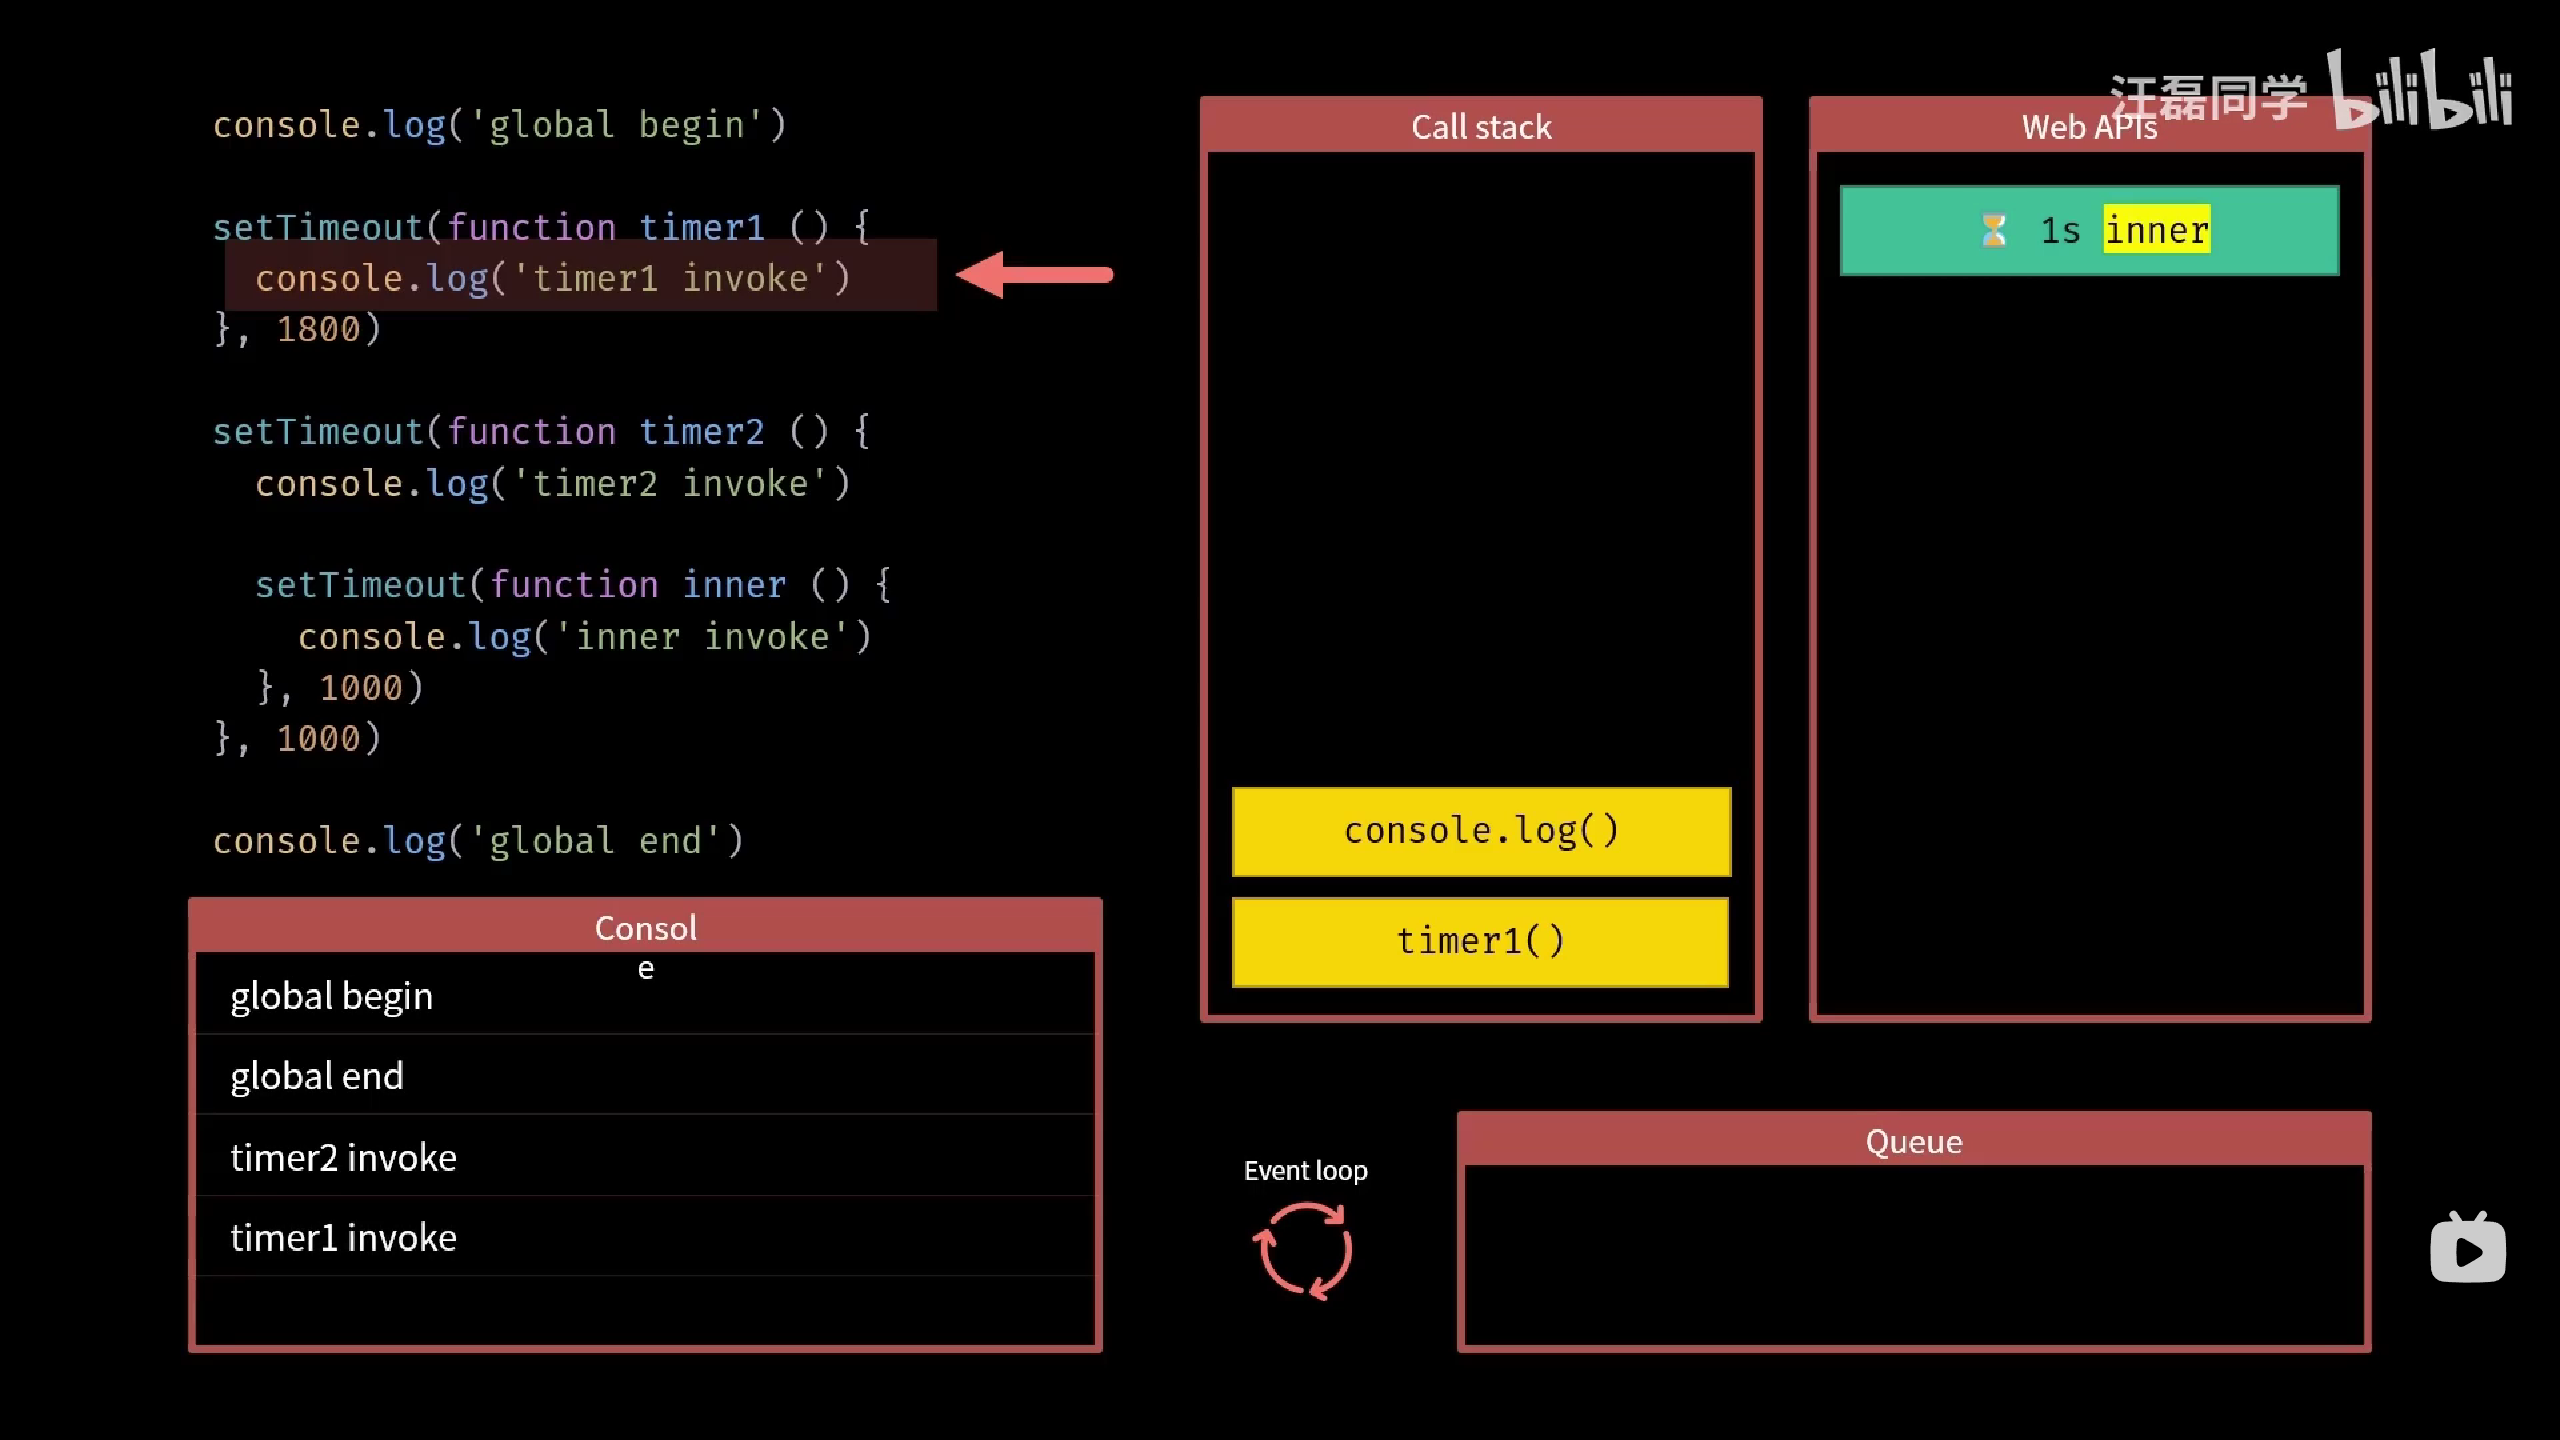 console.log('global begin')
setTimeout(function timer1 () {
  console.log('timer1 invoke')
}, 1800)
setTimeout(function timer2 () {
  console.log('timer2 invoke')
  setTimeout(function inner () {
    console.log('inner invoke')
  }, 1000)
}, 1000)
console.log('global end')
Consol
e
global begin
global end
timer2 invoke
timer1 invoke
Call stack
console.log()
timer1()
汪磊同学 bilibili
Web APIs
⏳ 1s inner
Event loop
Queue